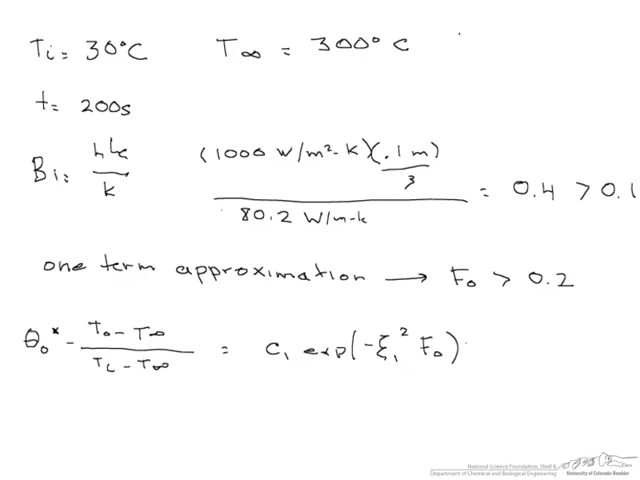 Ti = 30°C T∞ = 300°C
t = 200s
Bi = hLc / k (1000 W/m²-K)(.1 m / 3) / 80.2 W/m-k = 0.4 > 0.1
one term approximation → Fo > 0.2
θo* - To - T∞ / Ti - T∞ = C1 exp(-ξ1² Fo)
National Science Foundation, Shell &
Department of Chemical and Biological Engineering University of Colorado Boulder